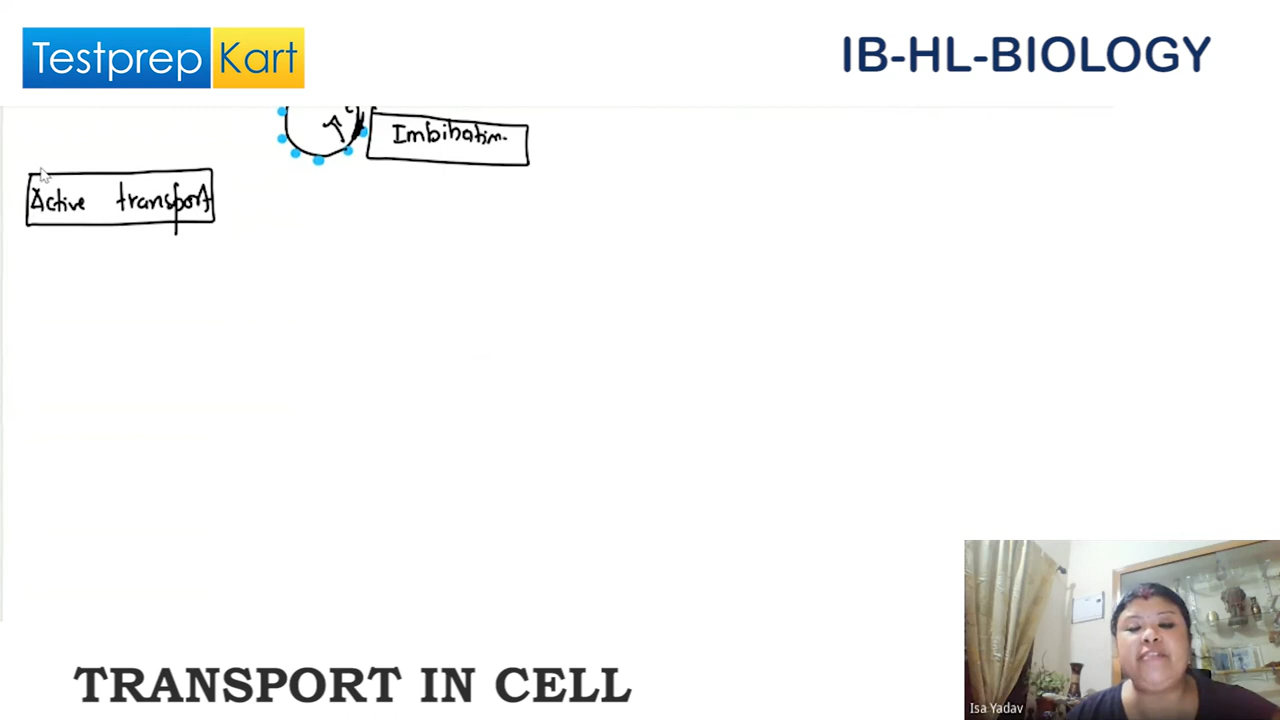 Testprep Kart
IB-HL-BIOLOGY
Imbibation
Active transport
TRANSPORT IN CELL
Isa Yadav